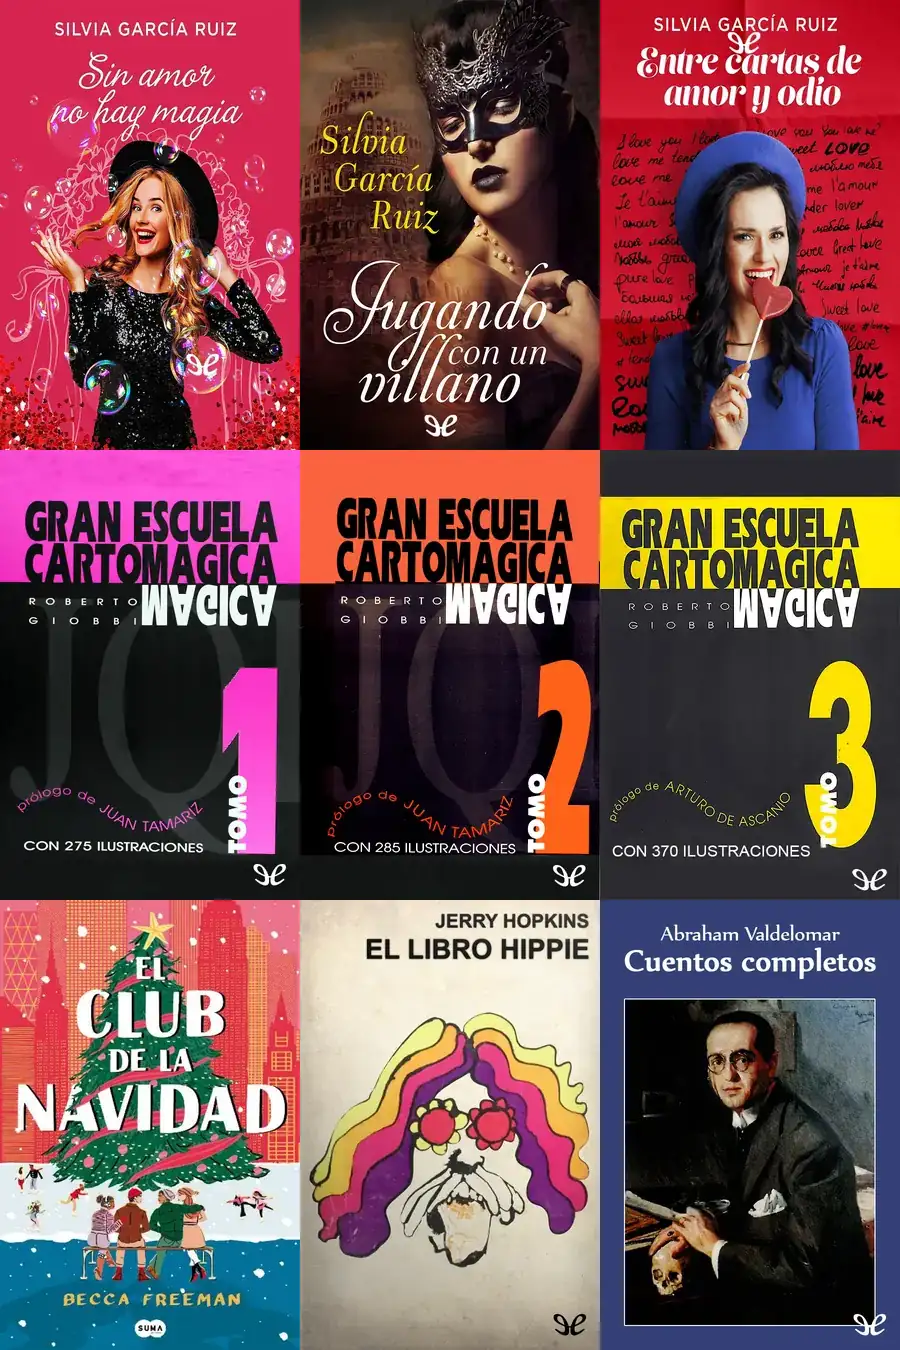 SILVIA GARCÍA RUIZ
Sin amor
no hay magia
Silvia
García
Ruiz
Jugando
con un
villano
SILVIA GARCÍA RUIZ
Entre cartas de
amor y odio
GRAN ESCUELA
CARTOMAGICA
MAGICA
ROBERTO
GIOBBI
JQ
1
TOMO
prólogo de JUAN TAMARIZ
CON 275 ILUSTRACIONES
GRAN ESCUELA
CARTOMAGICA
MAGICA
ROBERTO
GIOBBI
JQ
2
TOMO
prólogo de JUAN TAMARIZ
CON 285 ILUSTRACIONES
GRAN ESCUELA
CARTOMAGICA
MAGICA
ROBERTO
GIOBBI
3
TOMO
prólogo de ARTURO DE ASCANIO
CON 370 ILUSTRACIONES
EL
CLUB
DE LA
NAVIDAD
BECCA FREEMAN
SUMA
JERRY HOPKINS
EL LIBRO HIPPIE
Abraham Valdelomar
Cuentos completos